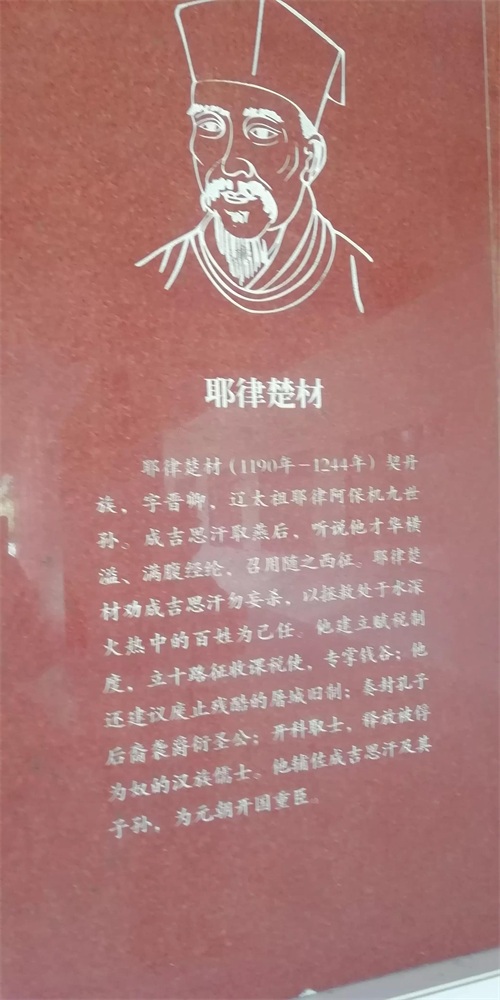 耶律楚材
耶律楚材（1190年－1244年）契丹
族，字晋卿，辽太祖耶律阿保机九世
孙。成吉思汗取燕后，听说他才华横
溢、满腹经纶，召用随之西征。耶律楚
材劝成吉思汗勿妄杀，以拯救处于水深
火热中的百姓为己任。他建立赋税制
度，立十路征收课税使，专掌钱谷；他
还建议废止残酷的屠城旧制；奏封孔子
后裔袭爵衍圣公；开科取士，释放被俘
为奴的汉族儒士。他辅佐成吉思汗及其
子孙，为元朝开国重臣。